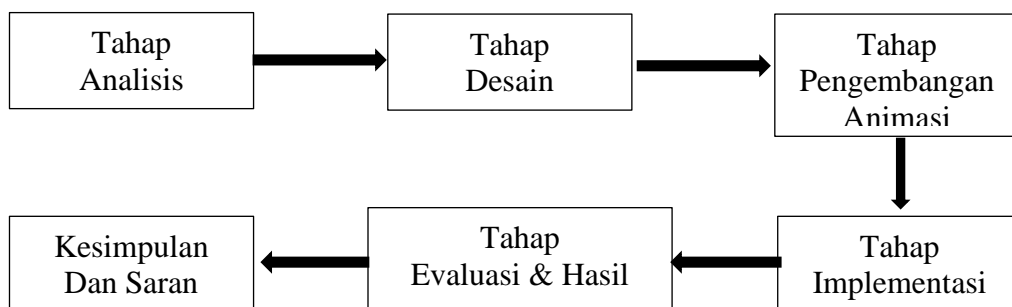 Tahap
Analisis
Tahap
Desain
Tahap
Pengembangan
Animasi
Tahap
Implementasi
Tahap
Evaluasi & Hasil
Kesimpulan
Dan Saran